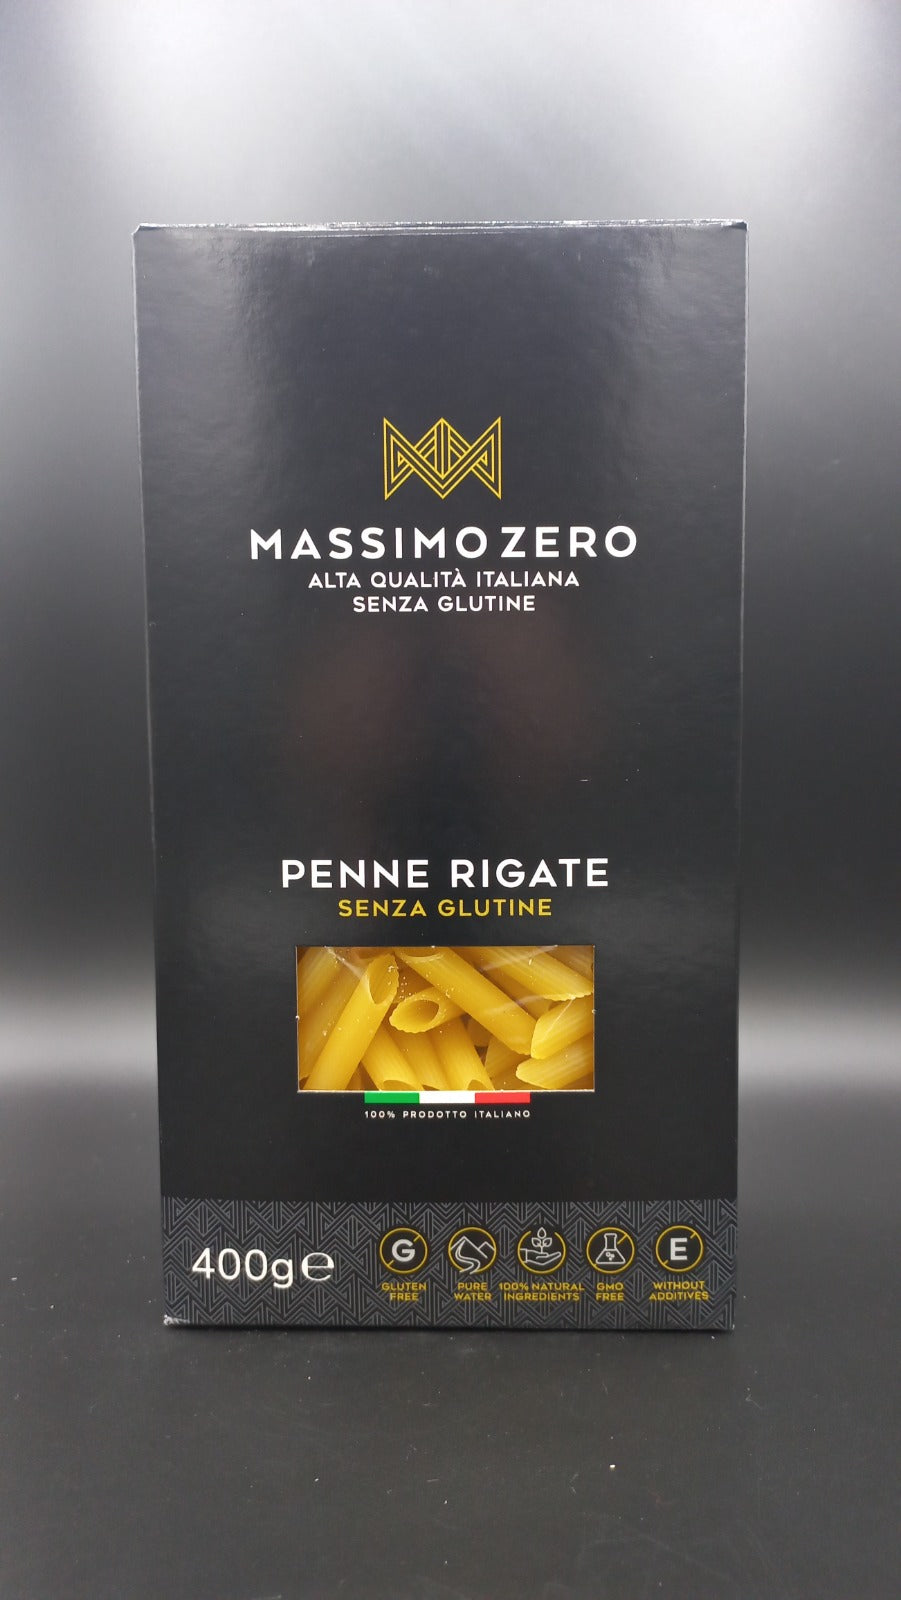 MASSIMO ZERO
ALTA QUALITÀ ITALIANA
SENZA GLUTINE
PENNE RIGATE
SENZA GLUTINE
100% PRODOTTO ITALIANO
400g℮
G
GLUTEN
FREE
PURE
WATER
100% NATURAL
INGREDIENTS
GMO
FREE
E
WITHOUT
ADDITIVES